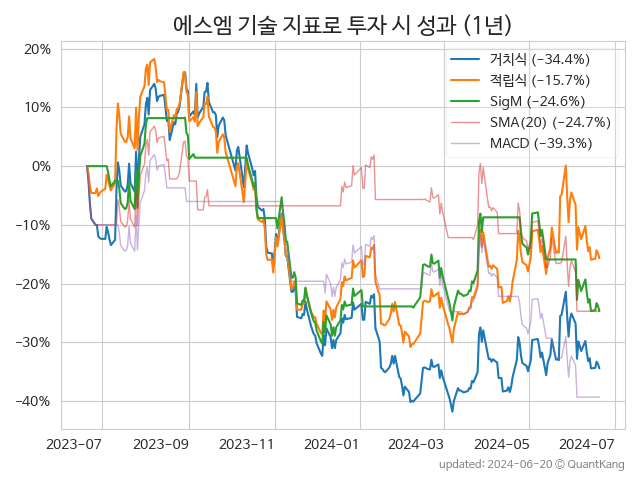 에스엠 기술 지표로 투자 시 성과 (1년)
거치식 (−34.4%)
적립식 (−15.7%)
SigM (−24.6%)
SMA(20) (−24.7%)
MACD (−39.3%)
20%
10%
0%
−10%
−20%
−30%
−40%
2023-07
2023-09
2023-11
2024-01
2024-03
2024-05
2024-07
updated: 2024-06-20 © QuantKang